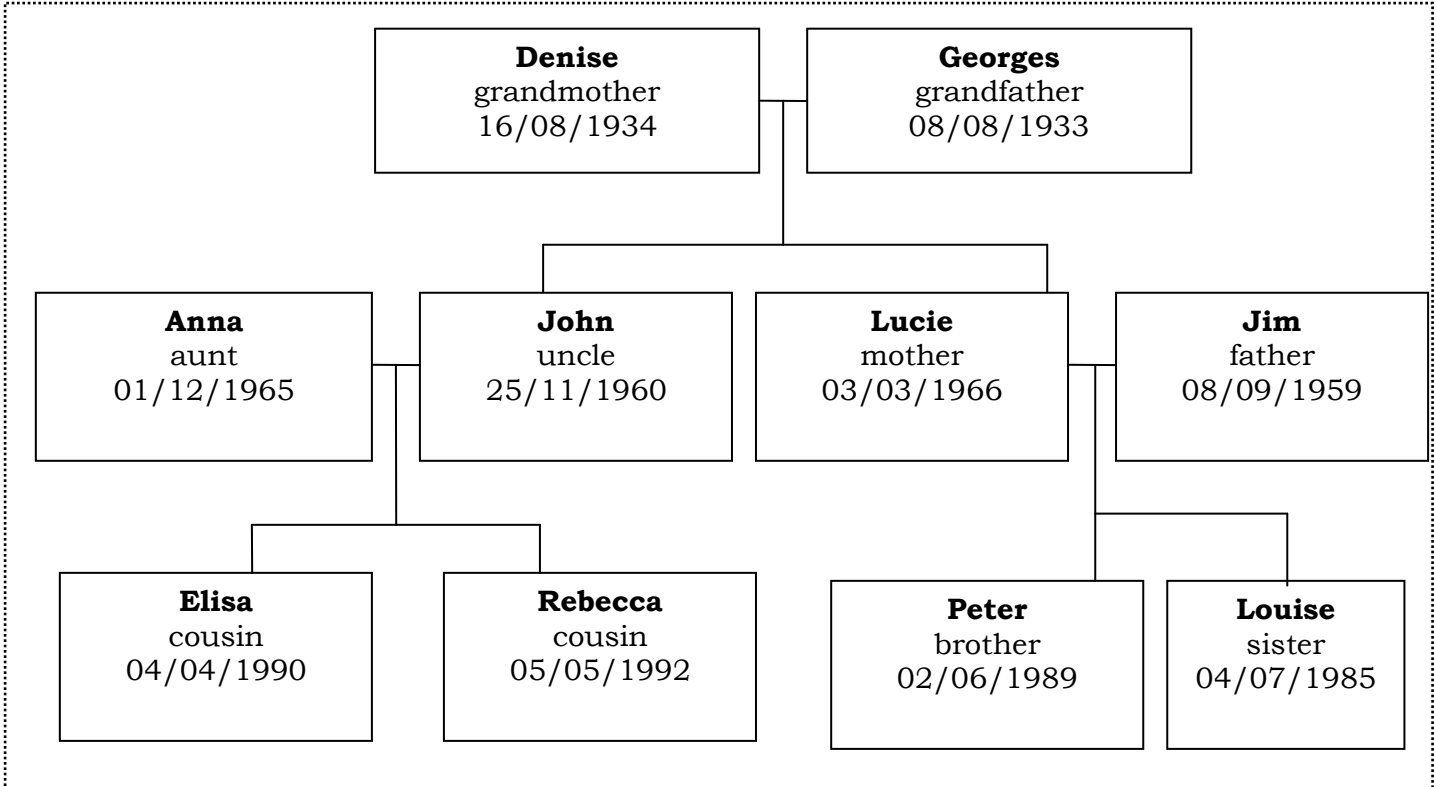 Denise
grandmother
16/08/1934
Georges
grandfather
08/08/1933
Anna
aunt
01/12/1965
John
uncle
25/11/1960
Lucie
mother
03/03/1966
Jim
father
08/09/1959
Elisa
cousin
04/04/1990
Rebecca
cousin
05/05/1992
Peter
brother
02/06/1989
Louise
sister
04/07/1985